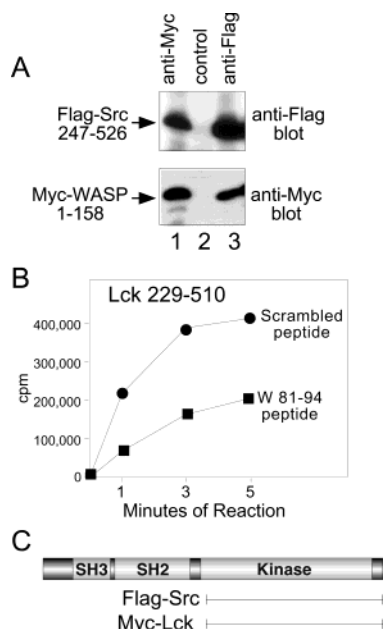 anti-Myc
control
anti-Flag
A
Flag-Src
247-526
anti-Flag
blot
Myc-WASP
1-158
anti-Myc
blot
1 2 3
B
Lck 229-510
400,000
300,000
200,000
100,000
0
cpm
Scrambled
peptide
W 81-94
peptide
1 3 5
Minutes of Reaction
C
SH3 SH2 Kinase
Flag-Src
Myc-Lck